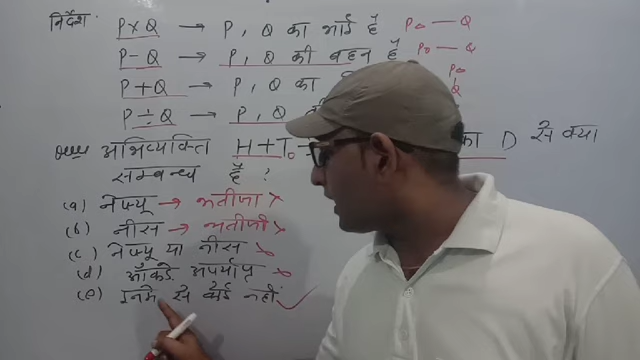 निर्देश
P×Q → P, Q का भाई है P — Q
P-Q → P, Q की बहन है P — Q
P+Q → P, Q का P Q
P÷Q → P, Q
अभिव्यक्ति H+T का D से क्या
सम्बन्ध है ?
(a) नेफ्यू → भतीजा ×
(b) नीस → भतीजी ×
(c) नेफ्यू या नीस ×
(d) आँकड़े अपर्याप्त ×
(e) इनमें से कोई नहीं ✓